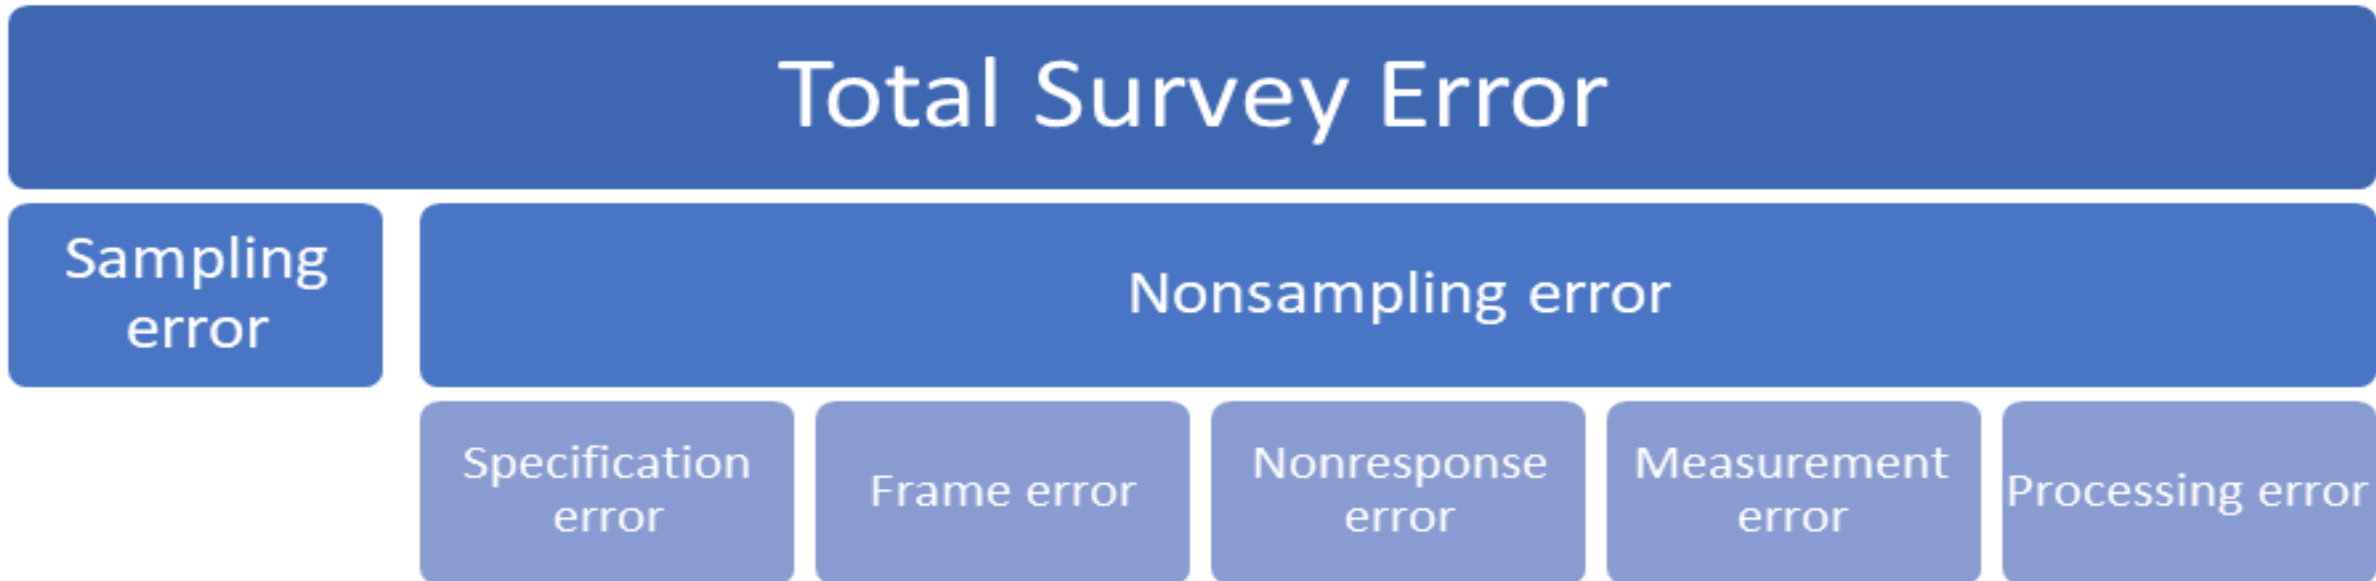 Total Survey Error
Sampling
error
Nonsampling error
Specification
error
Frame error
Nonresponse
error
Measurement
error
Processing error